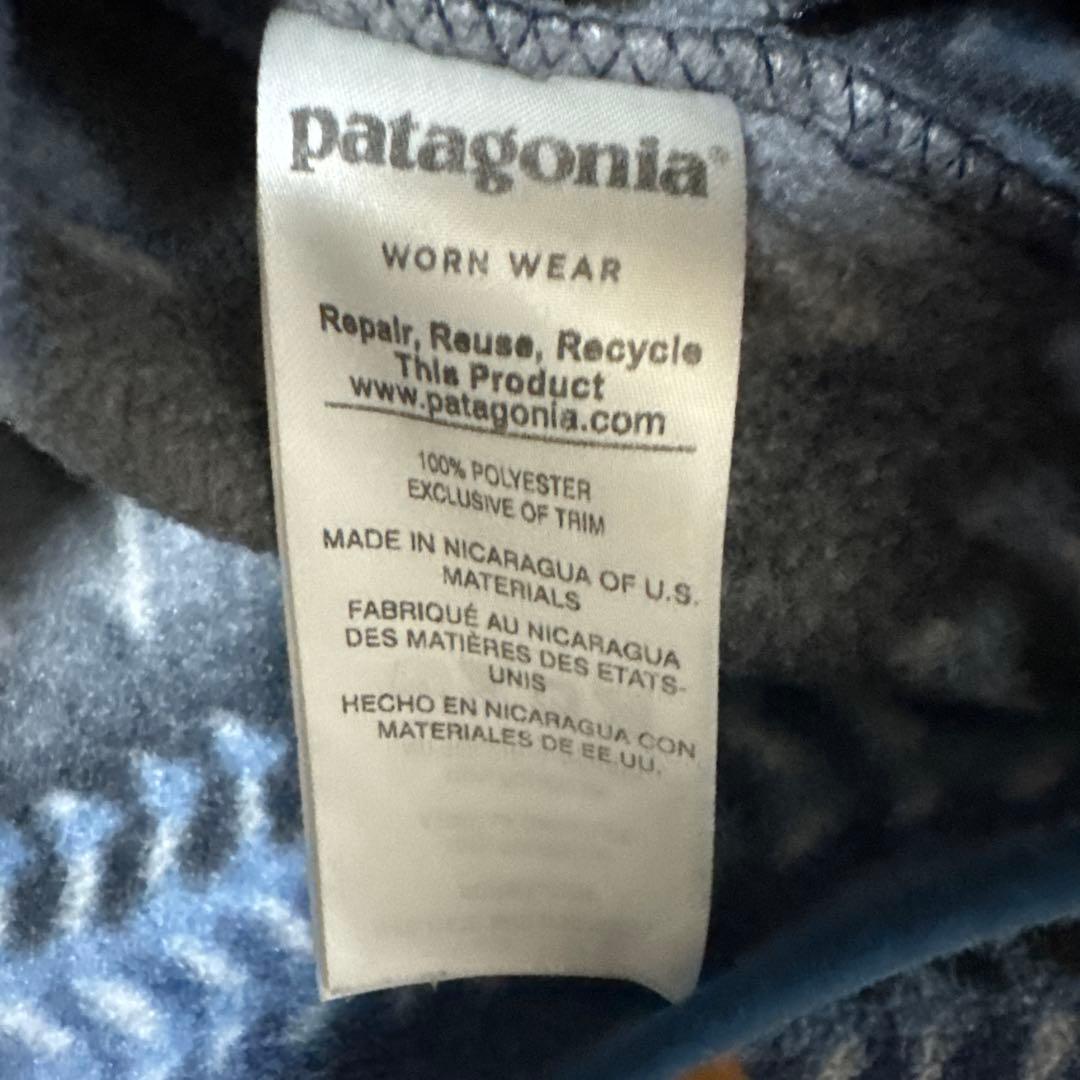 patagonia®
WORN WEAR
Repair, Reuse, Recycle
This Product
www.patagonia.com
100% POLYESTER
EXCLUSIVE OF TRIM
MADE IN NICARAGUA OF U.S.
MATERIALS
FABRIQUÉ AU NICARAGUA
DES MATIÈRES DES ETATS-
UNIS
HECHO EN NICARAGUA CON
MATERIALES DE EE.UU.